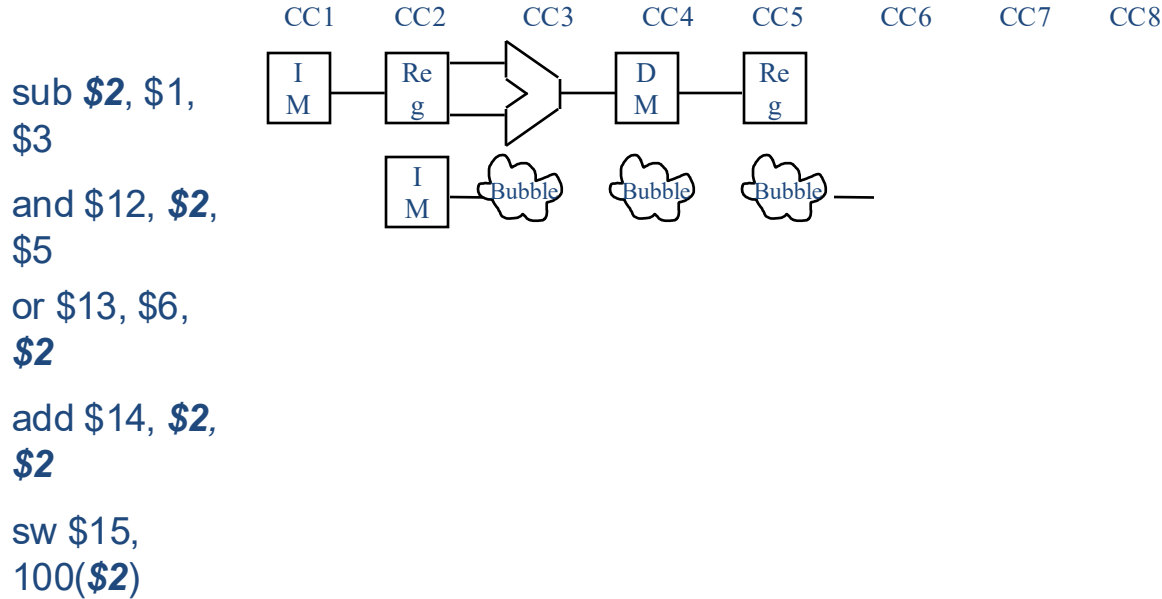 CC1 CC2 CC3 CC4 CC5 CC6 CC7 CC8
sub $2, $1,
$3
I
M
Re
g
D
M
Re
g
and $12, $2,
$5
I
M
Bubble
Bubble
Bubble
or $13, $6,
$2
add $14, $2,
$2
sw $15,
100($2)